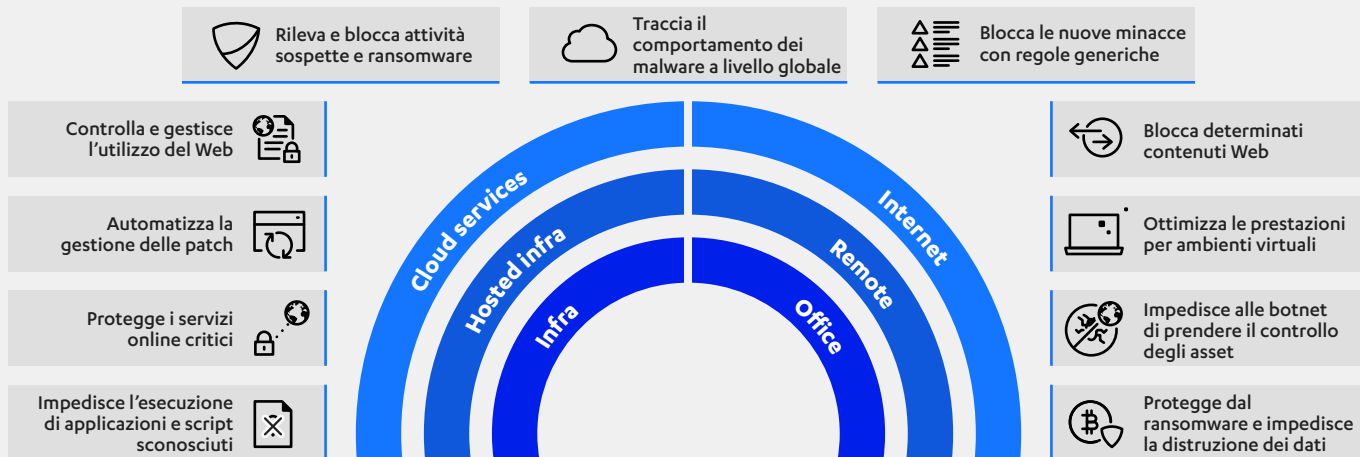 Rileva e blocca attività
sospette e ransomware
Traccia il
comportamento dei
malware a livello globale
Blocca le nuove minacce
con regole generiche
Controlla e gestisce
l’utilizzo del Web
Automatizza la
gestione delle patch
Protegge i servizi
online critici
Impedisce l’esecuzione
di applicazioni e script
sconosciuti
Cloud services
Hosted infra
Infra
Internet
Remote
Office
Blocca determinati
contenuti Web
Ottimizza le prestazioni
per ambienti virtuali
Impedisce alle botnet
di prendere il controllo
degli asset
Protegge dal
ransomware e impedisce
la distruzione dei dati